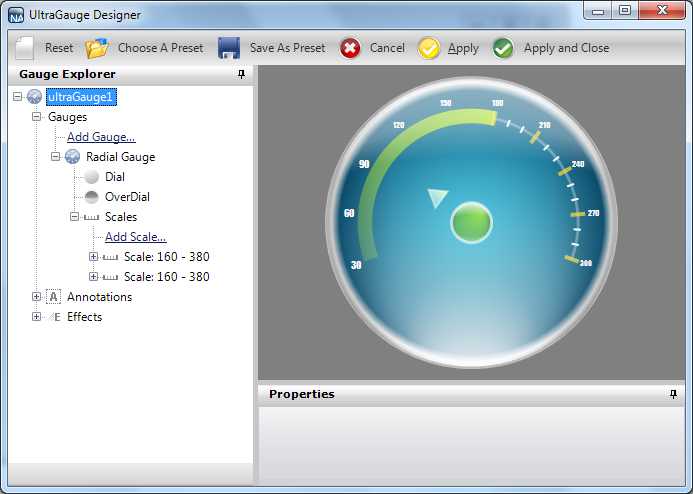 UltraGauge Designer
Reset Choose A Preset Save As Preset Cancel Apply Apply and Close
Gauge Explorer
ultraGauge1
Gauges
Add Gauge...
Radial Gauge
Dial
OverDial
Scales
Add Scale...
Scale: 160 - 380
Scale: 160 - 380
A Annotations
E Effects
30
60
90
120
150
180
210
240
270
300
Properties